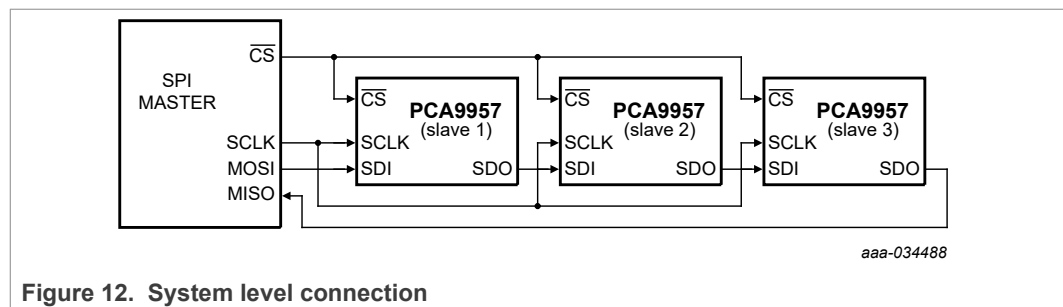 CS
SPI
MASTER
SCLK
MOSI
MISO
CS
PCA9957
(slave 1)
SCLK
SDI
SDO
CS
PCA9957
(slave 2)
SCLK
SDI
SDO
CS
PCA9957
(slave 3)
SCLK
SDI
SDO
aaa-034488
Figure 12. System level connection